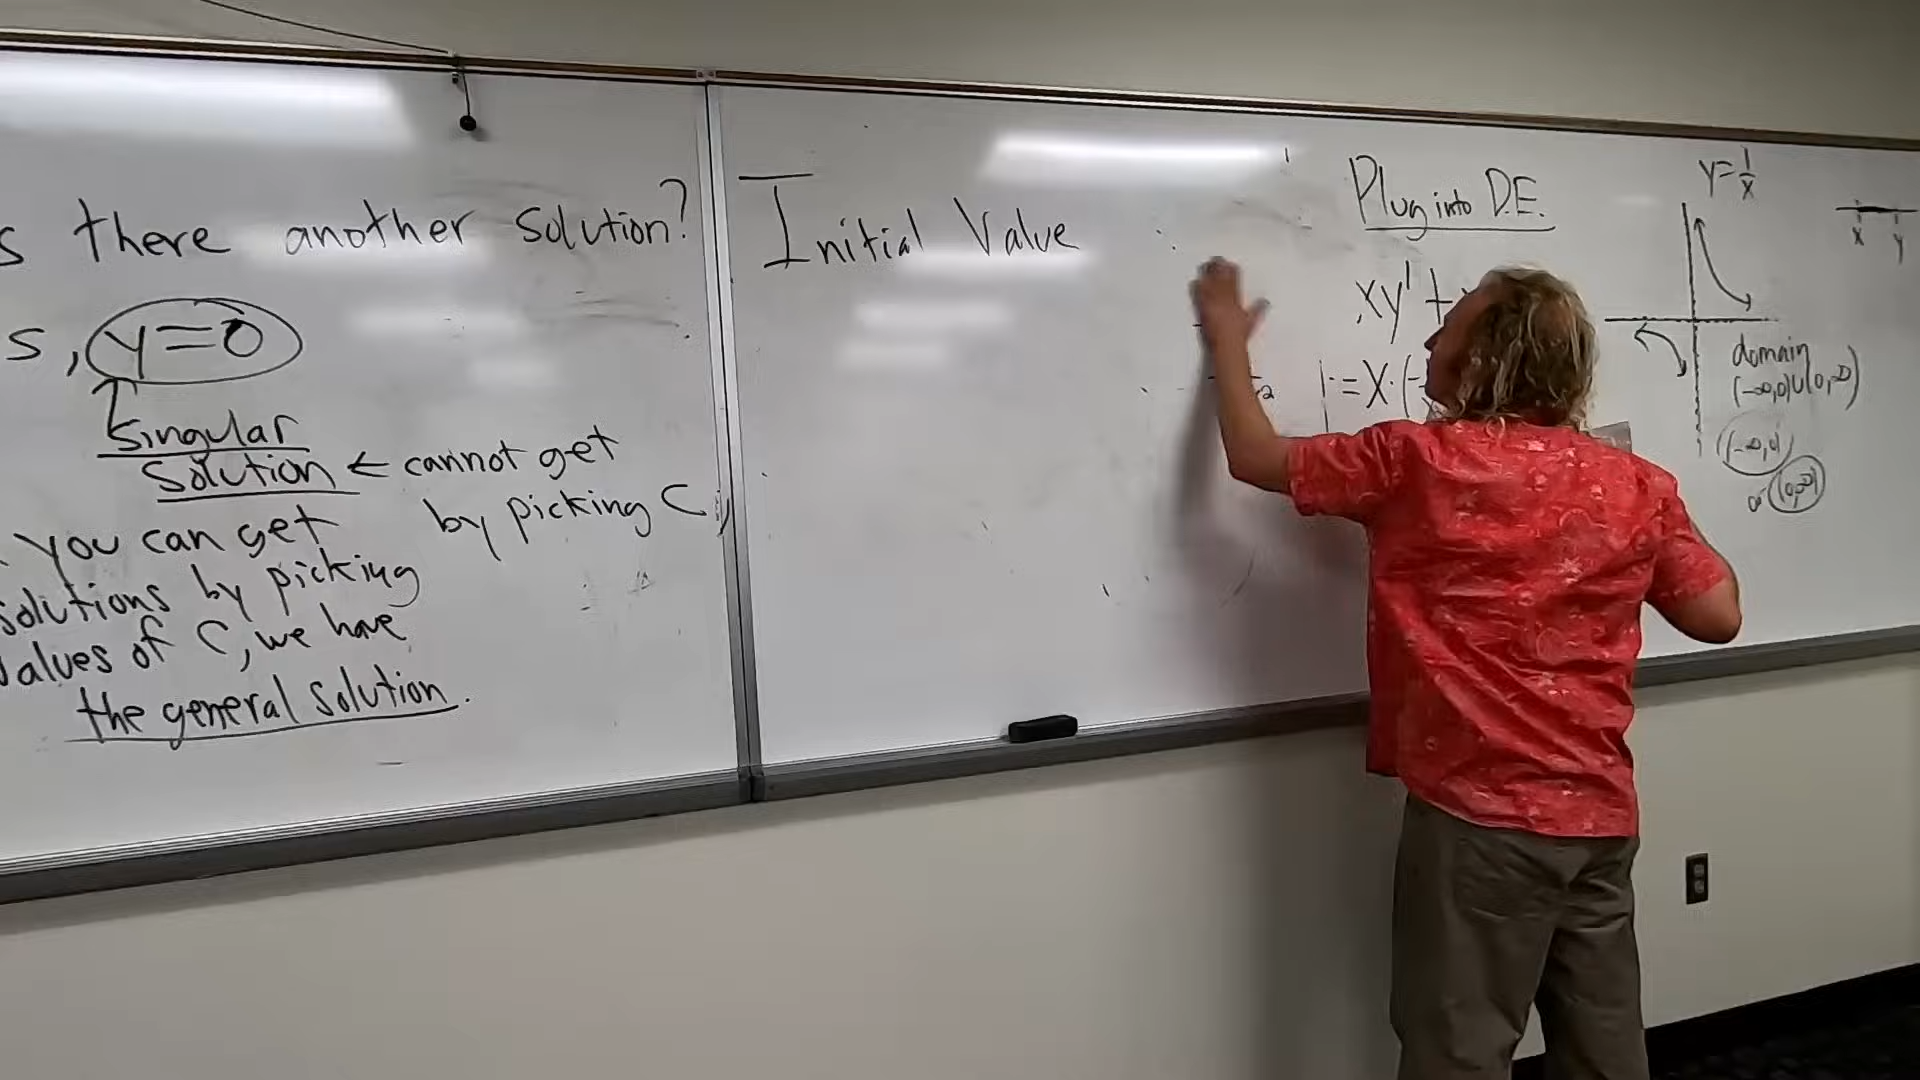 s there another solution?
s, y=0
Singular
Solution ← cannot get
by picking C
you can get
solutions by picking
values of C, we have
the general solution.
Initial Value
Plug into D.E.
xy' +
= x·(
y = 1/x
domain
(-∞,0)∪(0,∞)
(-∞,0)
or (0,∞)
x y